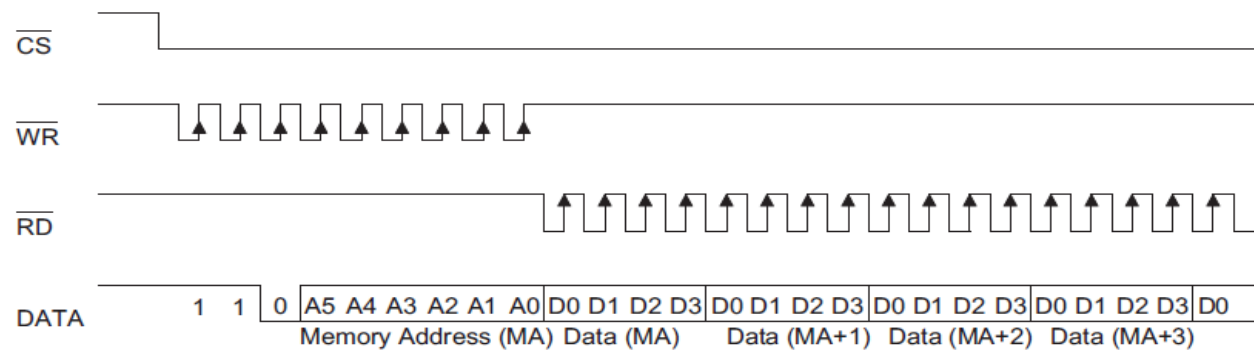 CS
WR
RD
DATA 1 1 0 A5 A4 A3 A2 A1 A0 D0 D1 D2 D3 D0 D1 D2 D3 D0 D1 D2 D3 D0 D1 D2 D3 D0
Memory Address (MA) Data (MA) Data (MA+1) Data (MA+2) Data (MA+3)